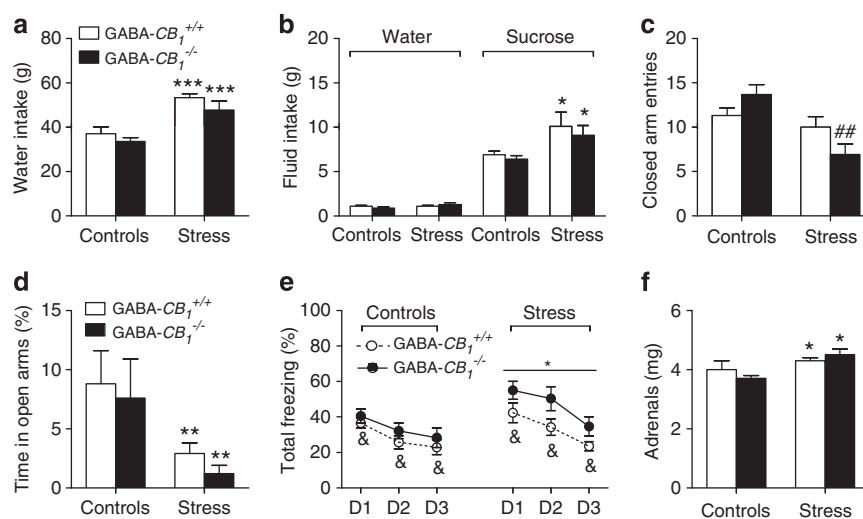 a
GABA-CB1+/+
GABA-CB1-/-
Water intake (g)
80
60
40
20
0
***
***
Controls
Stress
b
Water
Sucrose
Fluid intake (g)
20
15
10
5
0
*
*
Controls
Stress
Controls
Stress
c
Closed arm entries
20
15
10
5
0
##
Controls
Stress
d
GABA-CB1+/+
GABA-CB1-/-
Time in open arms (%)
15
10
5
0
**
**
Controls
Stress
e
Controls
Stress
GABA-CB1+/+
GABA-CB1-/-
Total freezing (%)
100
80
60
40
20
0
*
&
&
&
&
&
&
D1
D2
D3
D1
D2
D3
f
Adrenals (mg)
6
4
2
0
*
*
Controls
Stress